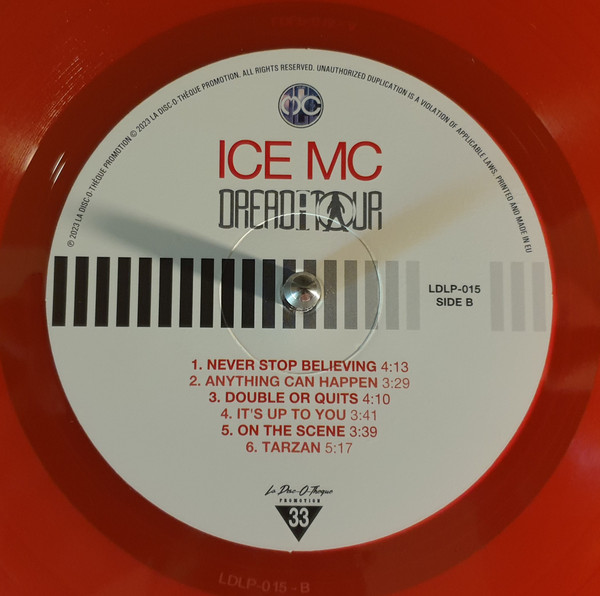 ℗ 2023 LA DISC-O-THÈQUE PROMOTION © 2023 LA DISC-O-THÈQUE PROMOTION. ALL RIGHTS RESERVED. UNAUTHORIZED DUPLICATION IS A VIOLATION OF APPLICABLE LAWS. PRINTED AND MADE IN EU
ICE MC
DREADATOUR
LDLP-015
SIDE B
1. NEVER STOP BELIEVING 4:13
2. ANYTHING CAN HAPPEN 3:29
3. DOUBLE OR QUITS 4:10
4. IT'S UP TO YOU 3:41
5. ON THE SCENE 3:39
6. TARZAN 5:17
La Disc-O-Thèque
PROMOTION
33
LDLP-015-B